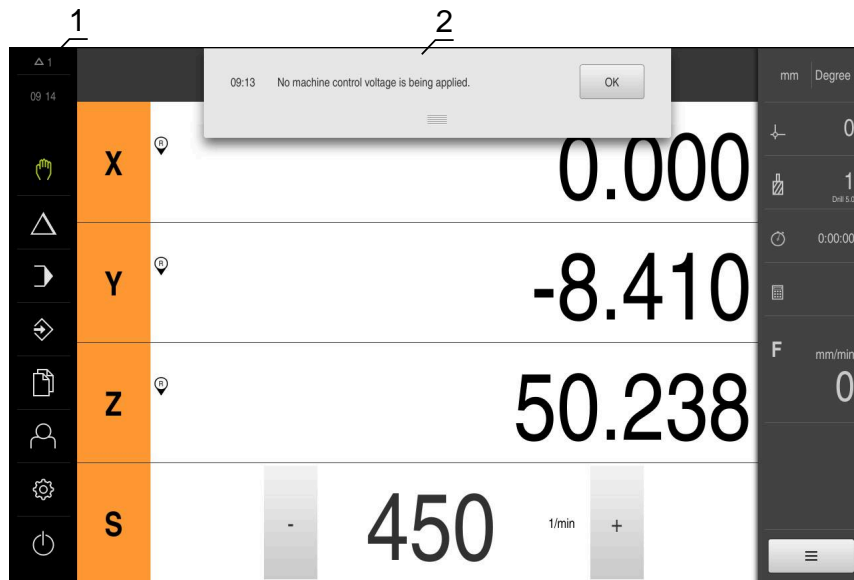 1
2
△ 1
09 14
09:13 No machine control voltage is being applied. OK
mm Degree
X R 0.000
0
1
Drill 5.0
0:00:00
Y R -8.410
F mm/min
0
Z R 50.238
S - 450 1/min +